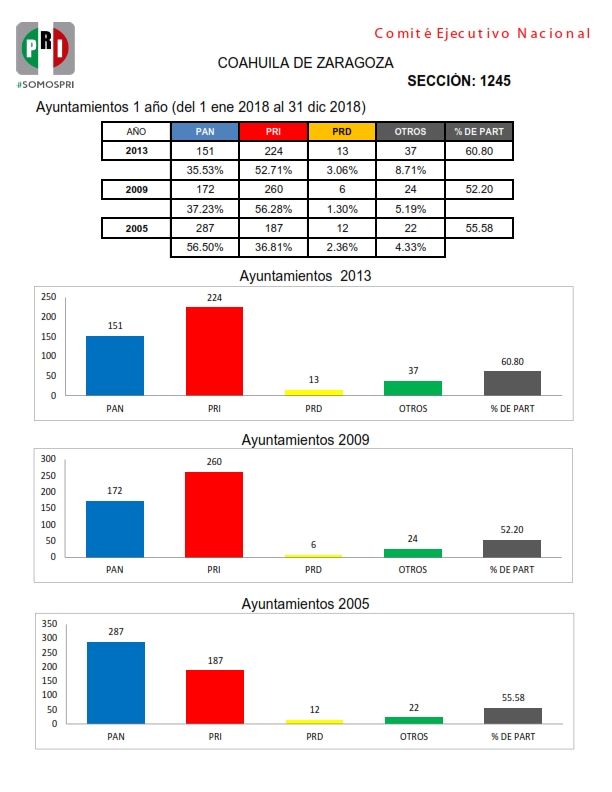 Comité Ejecutivo Nacional
PRI
#SOMOSPRI
COAHUILA DE ZARAGOZA
SECCIÓN: 1245
Ayuntamientos 1 año (del 1 ene 2018 al 31 dic 2018)
AÑO PAN PRI PRD OTROS % DE PART
2013 151 224 13 37 60.80
35.53% 52.71% 3.06% 8.71%
2009 172 260 6 24 52.20
37.23% 56.28% 1.30% 5.19%
2005 287 187 12 22 55.58
56.50% 36.81% 2.36% 4.33%
Ayuntamientos 2013
250
200
150
100
50
0
151 224 13 37 60.80
PAN PRI PRD OTROS % DE PART
Ayuntamientos 2009
300
250
200
150
100
50
0
172 260 6 24 52.20
PAN PRI PRD OTROS % DE PART
Ayuntamientos 2005
350
300
250
200
150
100
50
0
287 187 12 22 55.58
PAN PRI PRD OTROS % DE PART